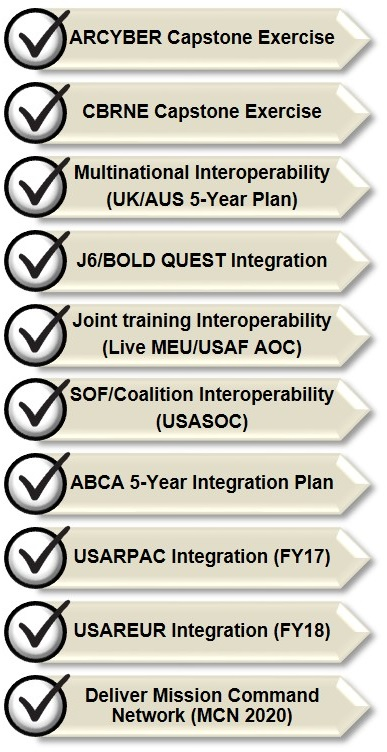 ARCYBER Capstone Exercise
CBRNE Capstone Exercise
Multinational Interoperability
(UK/AUS 5-Year Plan)
J6/BOLD QUEST Integration
Joint training Interoperability
(Live MEU/USAF AOC)
SOF/Coalition Interoperability
(USASOC)
ABCA 5-Year Integration Plan
USARPAC Integration (FY17)
USAREUR Integration (FY18)
Deliver Mission Command
Network (MCN 2020)